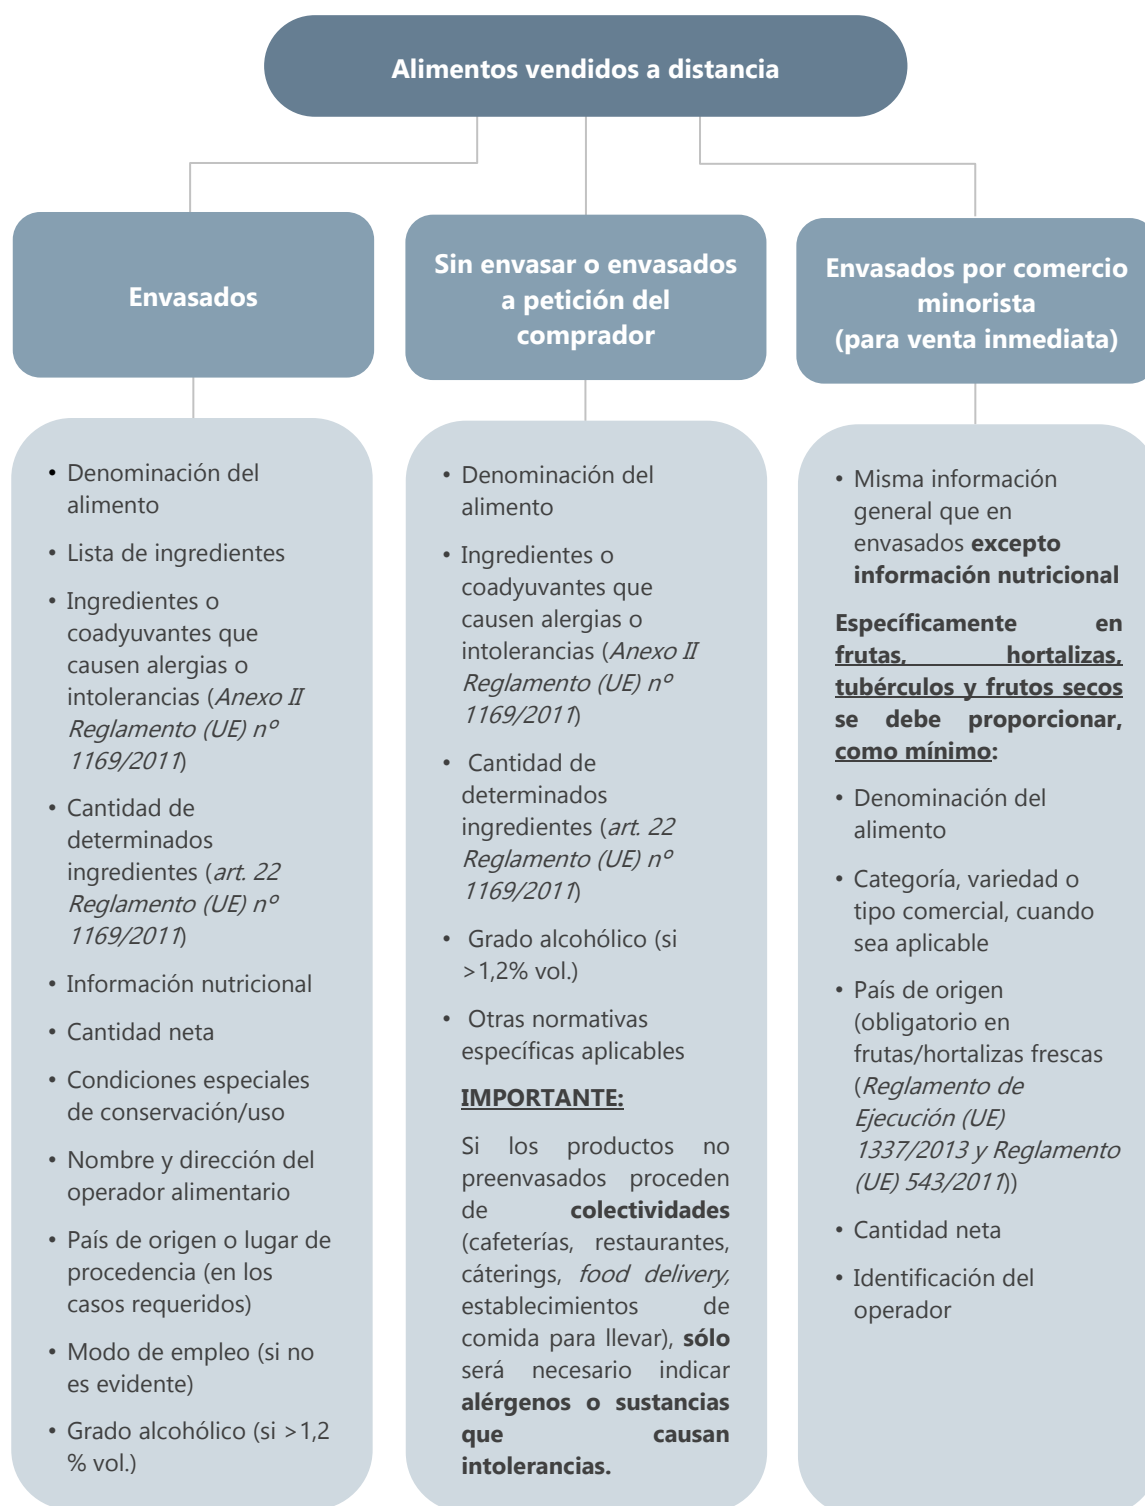 Alimentos vendidos a distancia
Envasados
• Denominación del
alimento
• Lista de ingredientes
• Ingredientes o
coadyuvantes que
causen alergias o
intolerancias (Anexo II
Reglamento (UE) nº
1169/2011)
• Cantidad de
determinados
ingredientes (art. 22
Reglamento (UE) nº
1169/2011)
• Información nutricional
• Cantidad neta
• Condiciones especiales
de conservación/uso
• Nombre y dirección del
operador alimentario
• País de origen o lugar de
procedencia (en los
casos requeridos)
• Modo de empleo (si no
es evidente)
• Grado alcohólico (si >1,2
% vol.)
Sin envasar o envasados
a petición del
comprador
• Denominación del
alimento
• Ingredientes o
coadyuvantes que
causen alergias o
intolerancias (Anexo II
Reglamento (UE) nº
1169/2011)
• Cantidad de
determinados
ingredientes (art. 22
Reglamento (UE) nº
1169/2011)
• Grado alcohólico (si
>1,2% vol.)
• Otras normativas
específicas aplicables
IMPORTANTE:
Si los productos no
preenvasados proceden
de colectividades
(cafeterías, restaurantes,
cáterings, food delivery,
establecimientos de
comida para llevar), sólo
será necesario indicar
alérgenos o sustancias
que causan
intolerancias.
Envasados por comercio
minorista
(para venta inmediata)
• Misma información
general que en
envasados excepto
información nutricional
Específicamente en
frutas, hortalizas,
tubérculos y frutos secos
se debe proporcionar,
como mínimo:
• Denominación del
alimento
• Categoría, variedad o
tipo comercial, cuando
sea aplicable
• País de origen
(obligatorio en
frutas/hortalizas frescas
(Reglamento de
Ejecución (UE)
1337/2013 y Reglamento
(UE) 543/2011))
• Cantidad neta
• Identificación del
operador